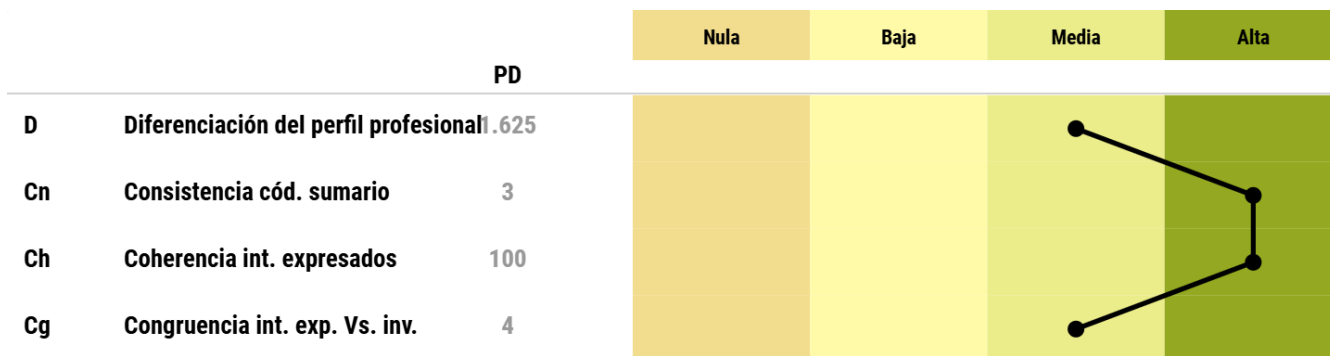 Nula Baja Media Alta
PD
D Diferenciación del perfil profesional 1.625
Cn Consistencia cód. sumario 3
Ch Coherencia int. expresados 100
Cg Congruencia int. exp. Vs. inv. 4